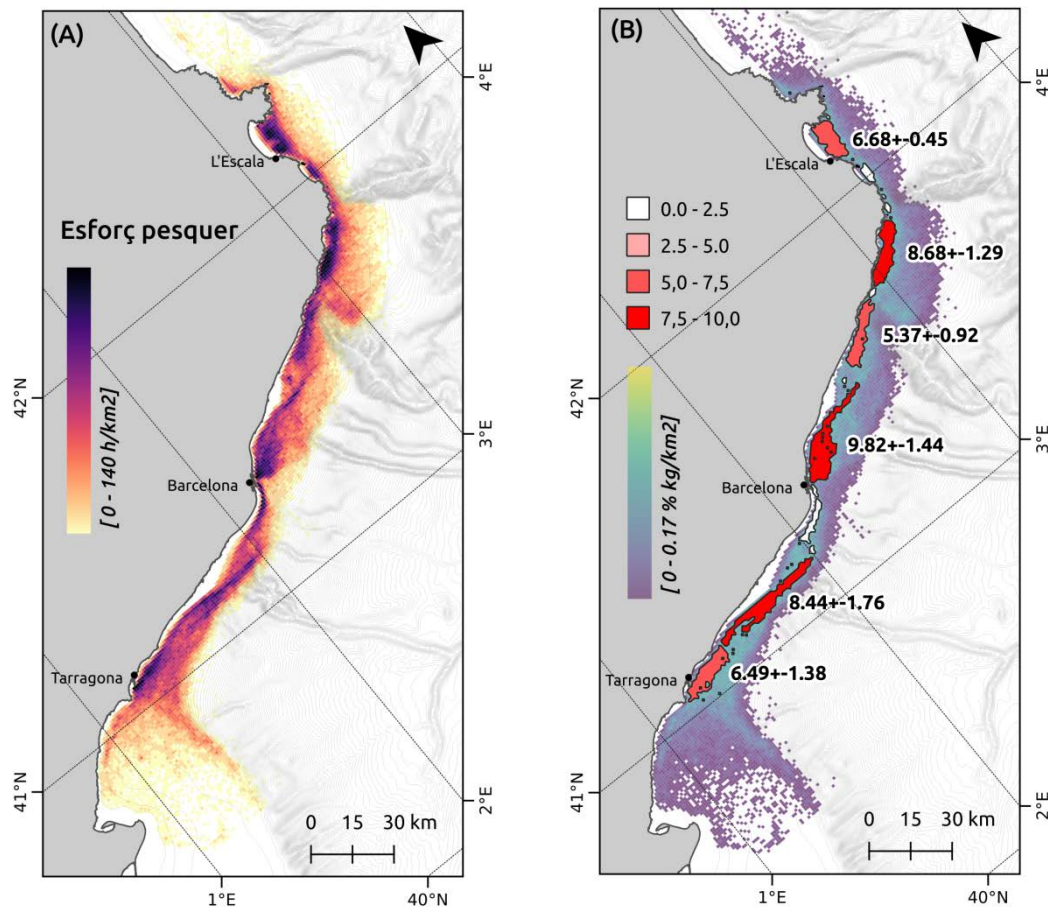 (A)
4°E
L'Escala
Esforç pesquer
[ 0 - 140 h/km2]
42°N
3°E
Barcelona
Tarragona
41°N
2°E
0 15 30 km
1°E
40°N
(B)
4°E
6.68+-0.45
L'Escala
0.0 - 2.5
2.5 - 5.0
5,0 - 7,5
7,5 - 10,0
8.68+-1.29
5.37+-0.92
[ 0 - 0.17 % kg/km2]
42°N
3°E
9.82+-1.44
Barcelona
8.44+-1.76
6.49+-1.38
Tarragona
41°N
2°E
0 15 30 km
1°E
40°N